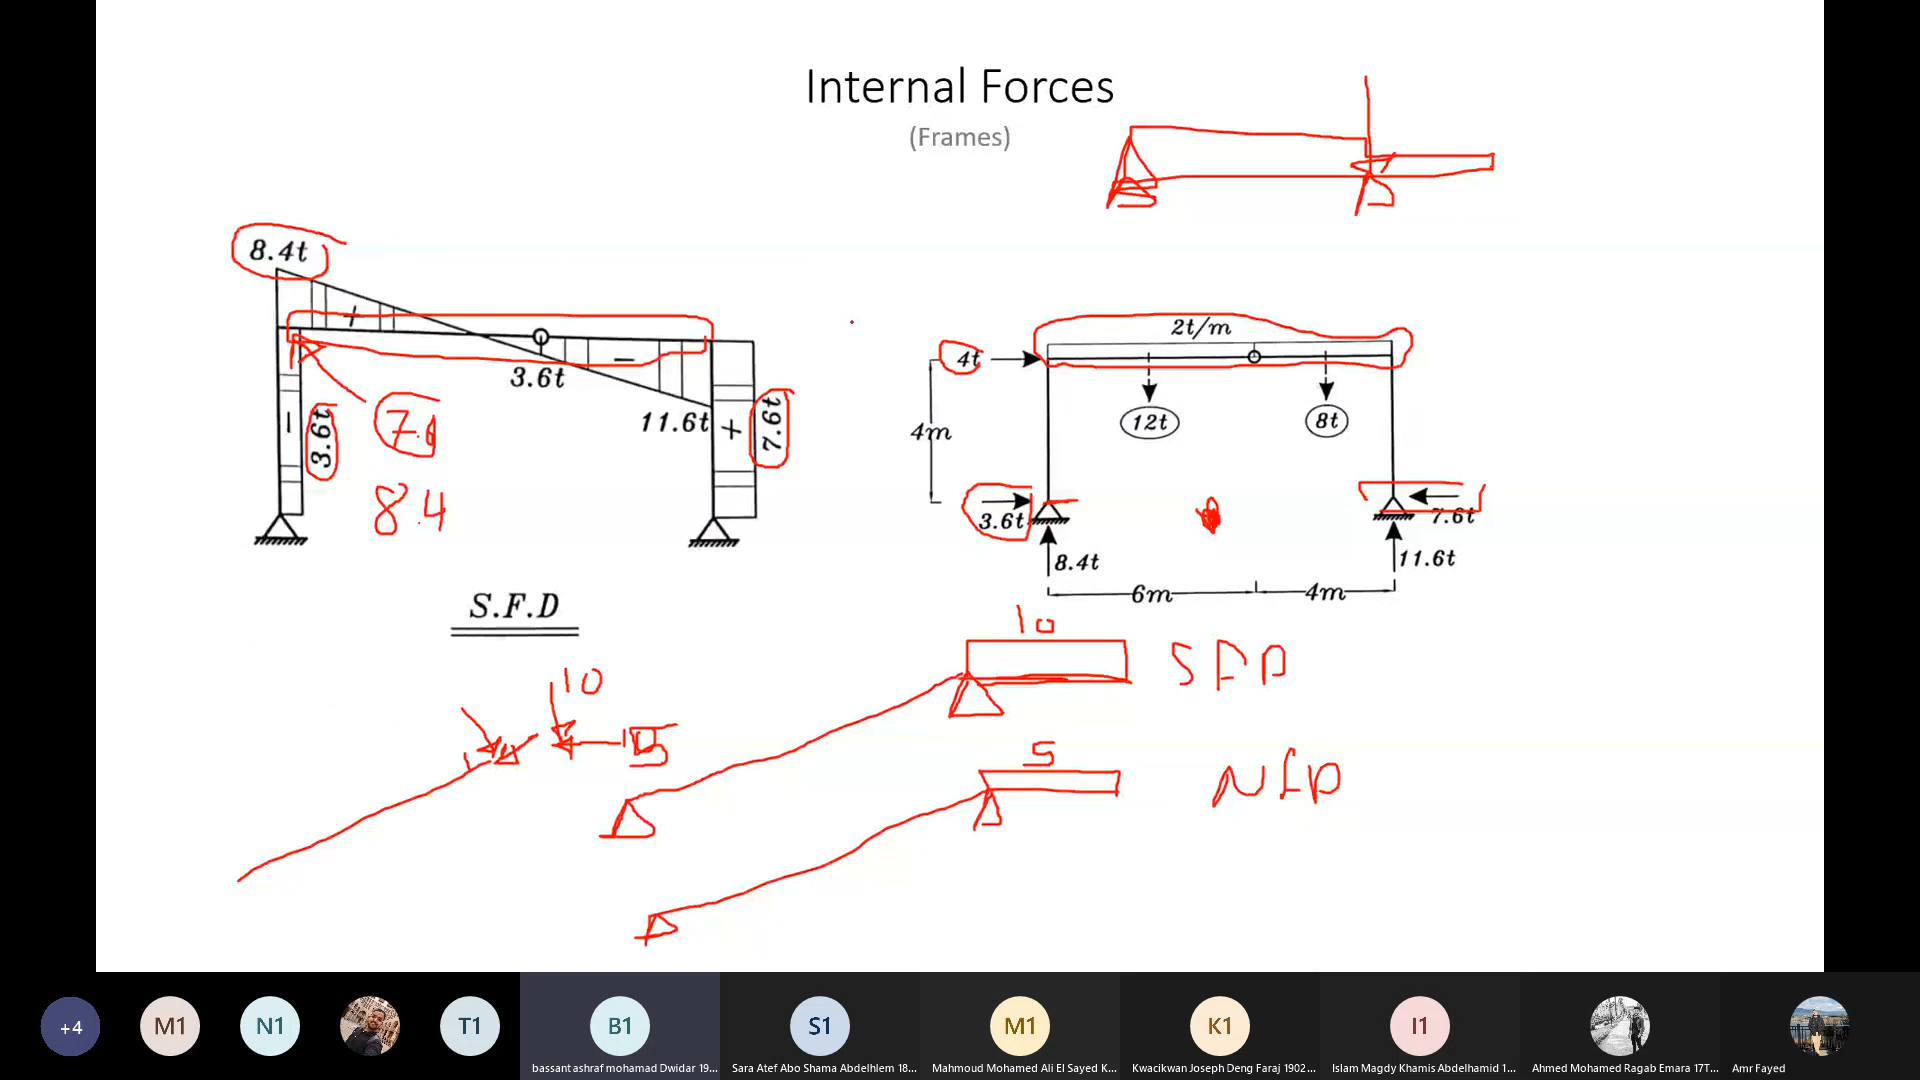 Internal Forces
(Frames)
8.4t
+
3.6t
11.6t
3.6t
7.6t
+
7.6
8.4
S.F.D
2t/m
4t
4m
12t
8t
3.6t
7.6t
8.4t
11.6t
6m
4m
10
SFD
10
5
NFD
+4
M1
N1
T1
B1
S1
M1
K1
I1
bassant ashraf mohamad Dwidar 19...
Sara Atef Abo Shama Abdelhlem 18...
Mahmoud Mohamed Ali El Sayed K...
Kwacikwan Joseph Deng Faraj 1902 ...
Islam Magdy Khamis Abdelhamid 1...
Ahmed Mohamed Ragab Emara 17T...
Amr Fayed